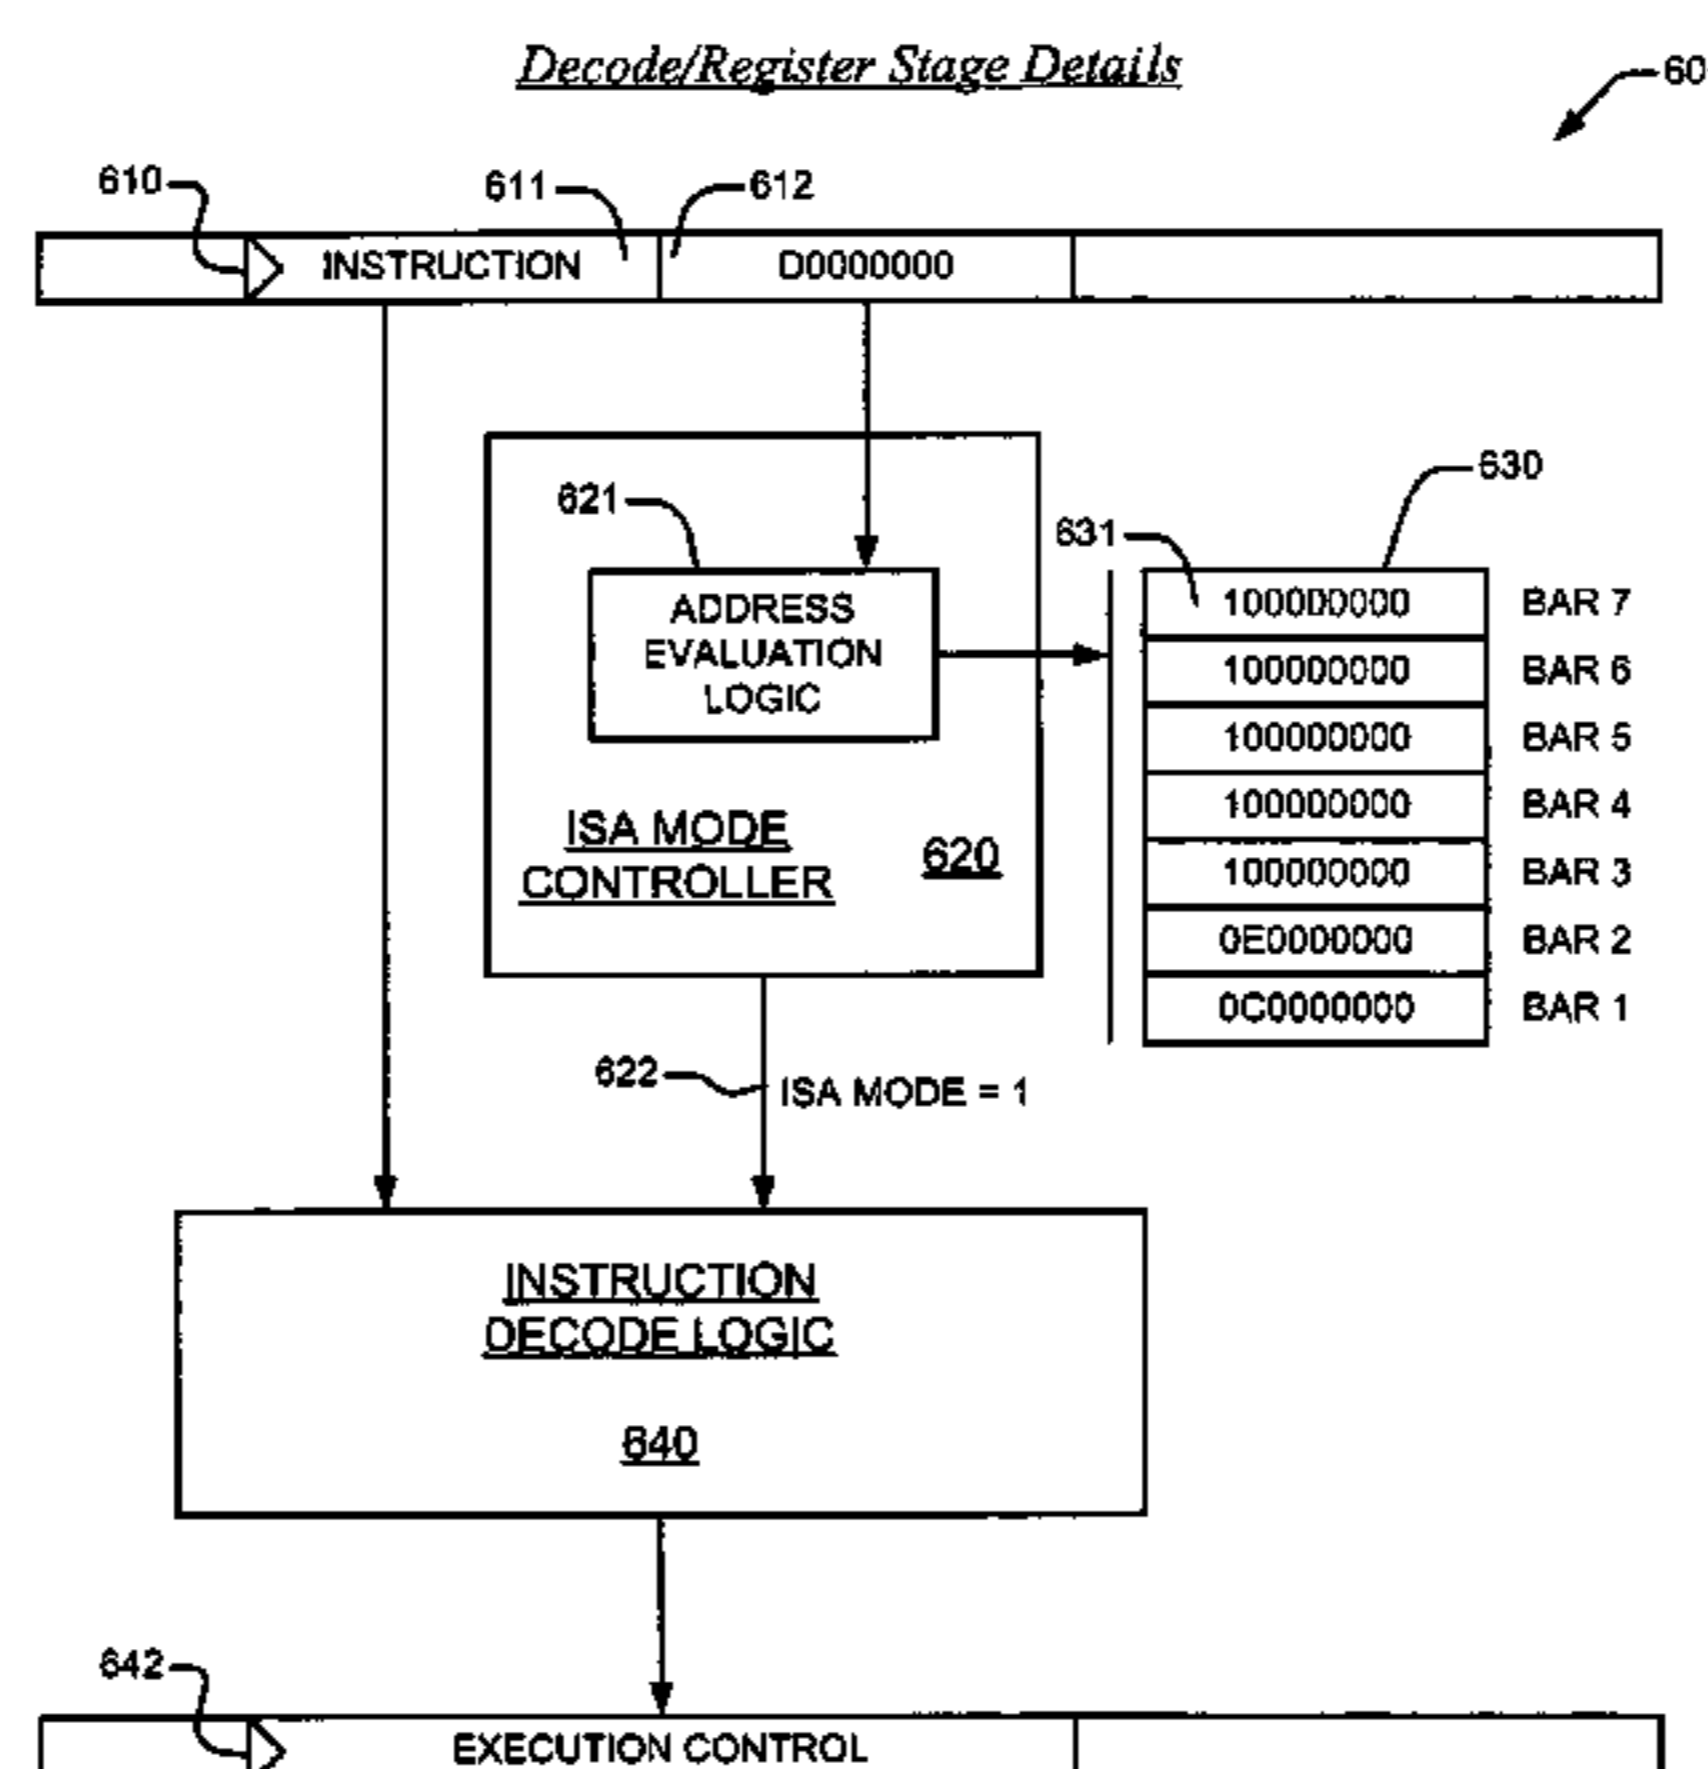 Decode/Register Stage Details
60
610
611
612
INSTRUCTION
D0000000
630
621
631
ADDRESS
EVALUATION
LOGIC
100000000 BAR 7
100000000 BAR 6
100000000 BAR 5
100000000 BAR 4
100000000 BAR 3
0E0000000 BAR 2
0C0000000 BAR 1
ISA MODE
CONTROLLER
620
622
ISA MODE = 1
INSTRUCTION
DECODE LOGIC
640
642
EXECUTION CONTROL